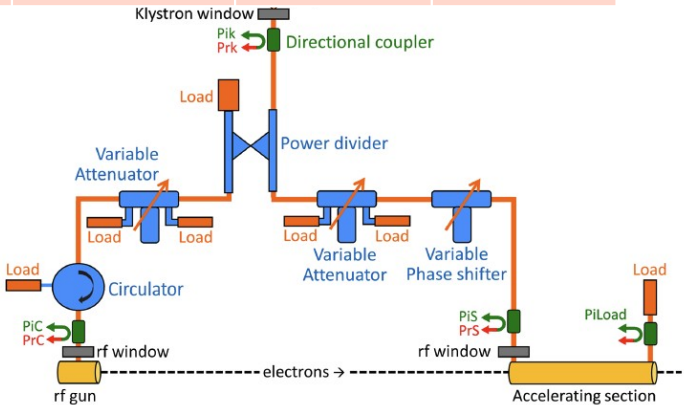 Klystron window
Pik
Prk
Directional coupler
Load
Power divider
Variable
Attenuator
Load
Load
Load
Load
Variable
Attenuator
Variable
Phase shifter
Load
Circulator
Load
PiC
PrC
rf window
PiS
PrS
rf window
PiLoad
electrons →
rf gun
Accelerating section